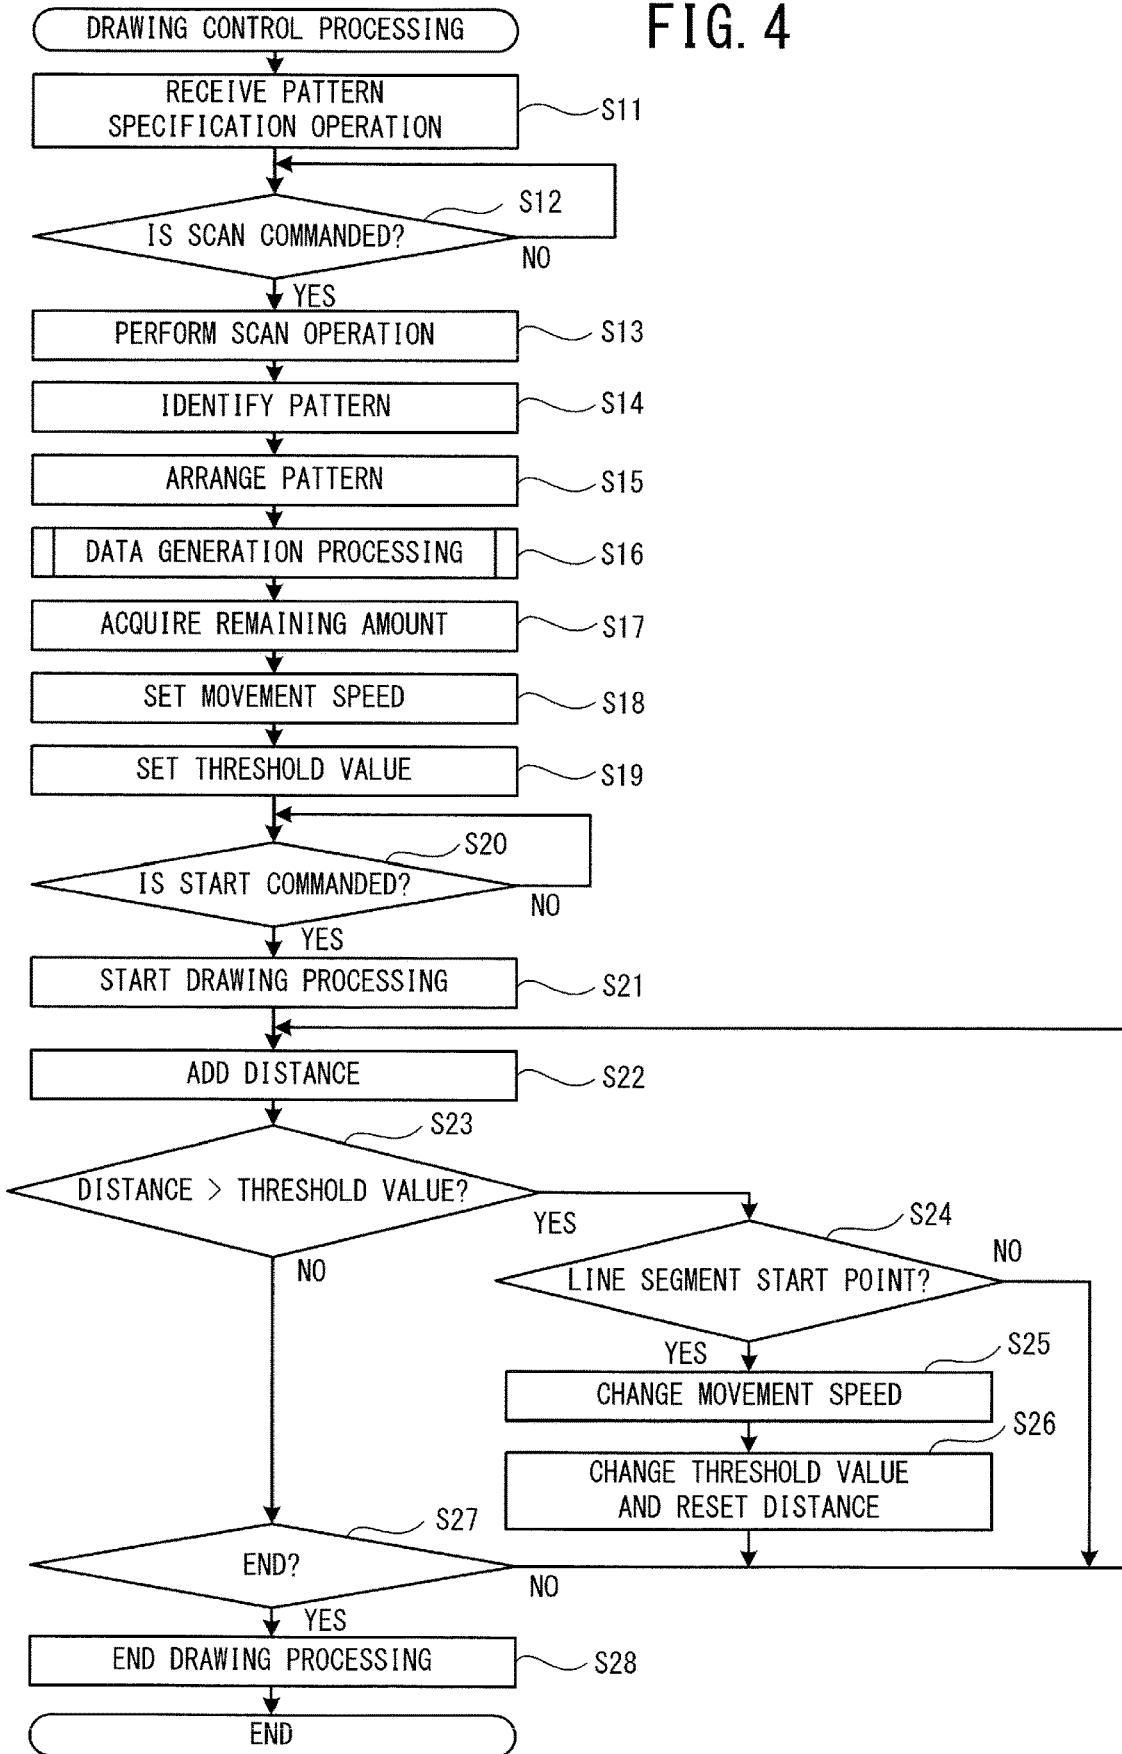 FIG. 4
DRAWING CONTROL PROCESSING
RECEIVE PATTERN
SPECIFICATION OPERATION
S11
S12
IS SCAN COMMANDED?
NO
YES
PERFORM SCAN OPERATION
S13
IDENTIFY PATTERN
S14
ARRANGE PATTERN
S15
DATA GENERATION PROCESSING
S16
ACQUIRE REMAINING AMOUNT
S17
SET MOVEMENT SPEED
S18
SET THRESHOLD VALUE
S19
S20
IS START COMMANDED?
NO
YES
START DRAWING PROCESSING
S21
ADD DISTANCE
S22
S23
DISTANCE > THRESHOLD VALUE?
YES
NO
S24
LINE SEGMENT START POINT?
NO
YES
S25
CHANGE MOVEMENT SPEED
S26
CHANGE THRESHOLD VALUE
AND RESET DISTANCE
S27
END?
NO
YES
END DRAWING PROCESSING
S28
END